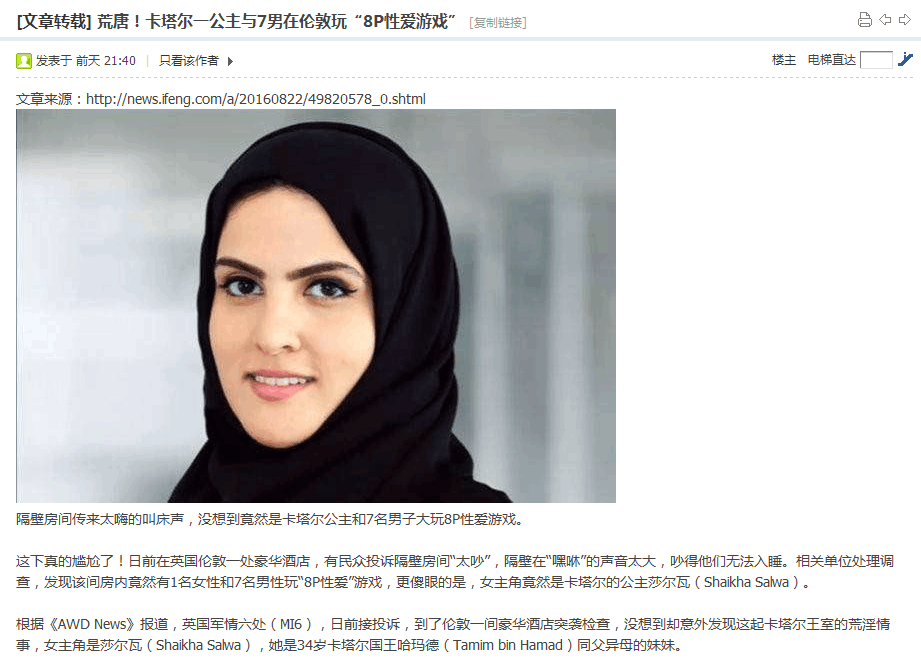 [文章转载] 荒唐！卡塔尔一公主与7男在伦敦玩“8P性爱游戏” [复制链接]
发表于 前天 21:40 | 只看该作者 楼主 电梯直达
文章来源：http://news.ifeng.com/a/20160822/49820578_0.shtml
隔壁房间传来太嗨的叫床声，没想到竟然是卡塔尔公主和7名男子大玩8P性爱游戏。
这下真的尴尬了！日前在英国伦敦一处豪华酒店，有民众投诉隔壁房间“太吵”，隔壁在“嘿咻”的声音太大，吵得他们无法入睡。相关单位处理调
查，发现该间房内竟然有1名女性和7名男性玩“8P性爱”游戏，更傻眼的是，女主角竟然是卡塔尔的公主莎尔瓦（Shaikha Salwa）。
根据《AWD News》报道，英国军情六处（MI6），日前接投诉，到了伦敦一间豪华酒店突袭检查，没想到却意外发现这起卡塔尔王室的荒淫情
事，女主角是莎尔瓦（Shaikha Salwa），她是34岁卡塔尔国王哈玛德（Tamim bin Hamad）同父异母的妹妹。